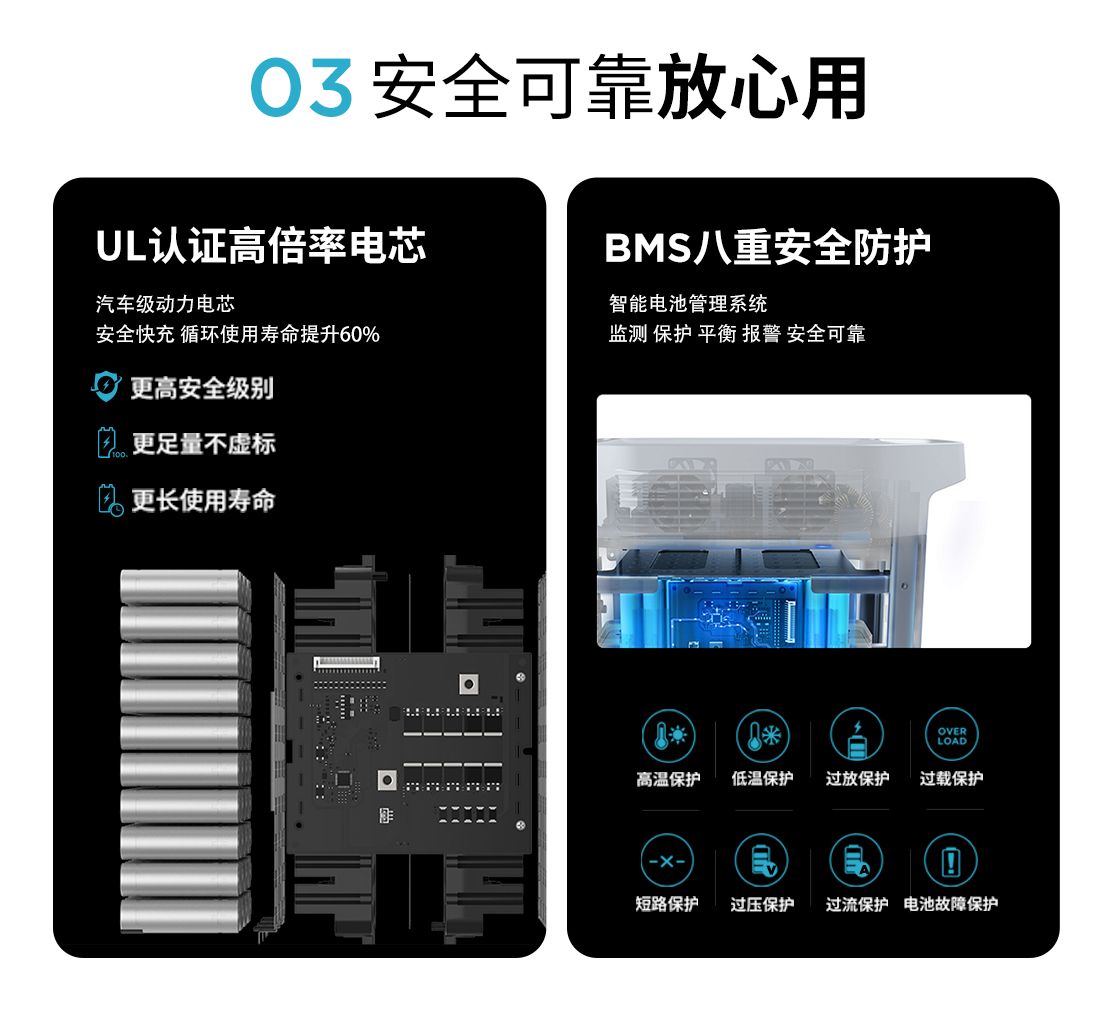 03 安全可靠放心用
UL认证高倍率电芯
汽车级动力电芯
安全快充 循环使用寿命提升60%
更高安全级别
100%
更足量不虚标
更长使用寿命
BMS八重安全防护
智能电池管理系统
监测 保护 平衡 报警 安全可靠
OVER
LOAD
高温保护 低温保护 过放保护 过载保护
V A
短路保护 过压保护 过流保护 电池故障保护